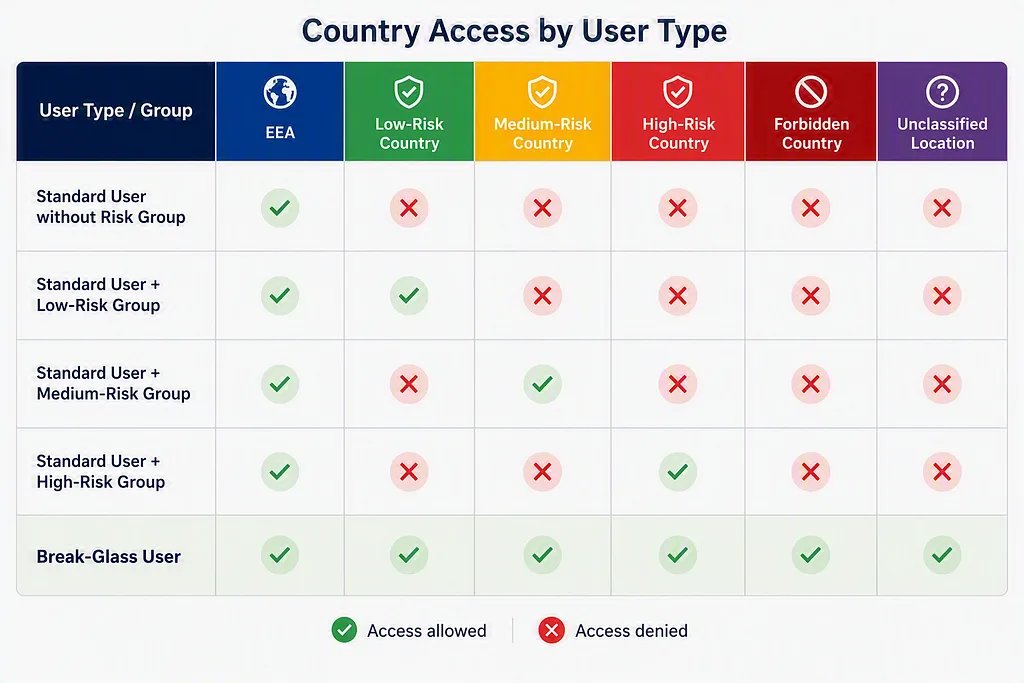 Country Access by User Type
User Type / Group
EEA
Low-Risk
Country
Medium-Risk
Country
High-Risk
Country
Forbidden
Country
Unclassified
Location
Standard User
without Risk Group
Standard User +
Low-Risk Group
Standard User +
Medium-Risk Group
Standard User +
High-Risk Group
Break-Glass User
Access allowed
Access denied